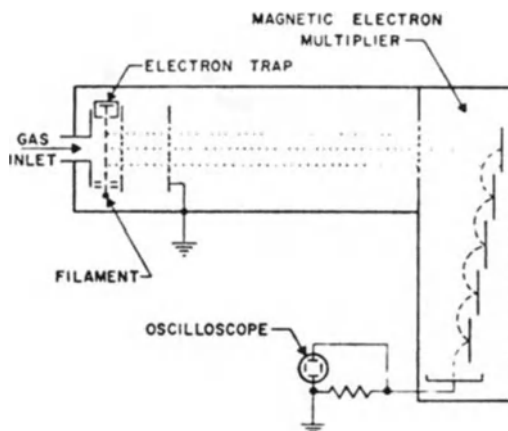 MAGNETIC ELECTRON
MULTIPLIER
ELECTRON TRAP
GAS
INLET
FILAMENT
OSCILLOSCOPE